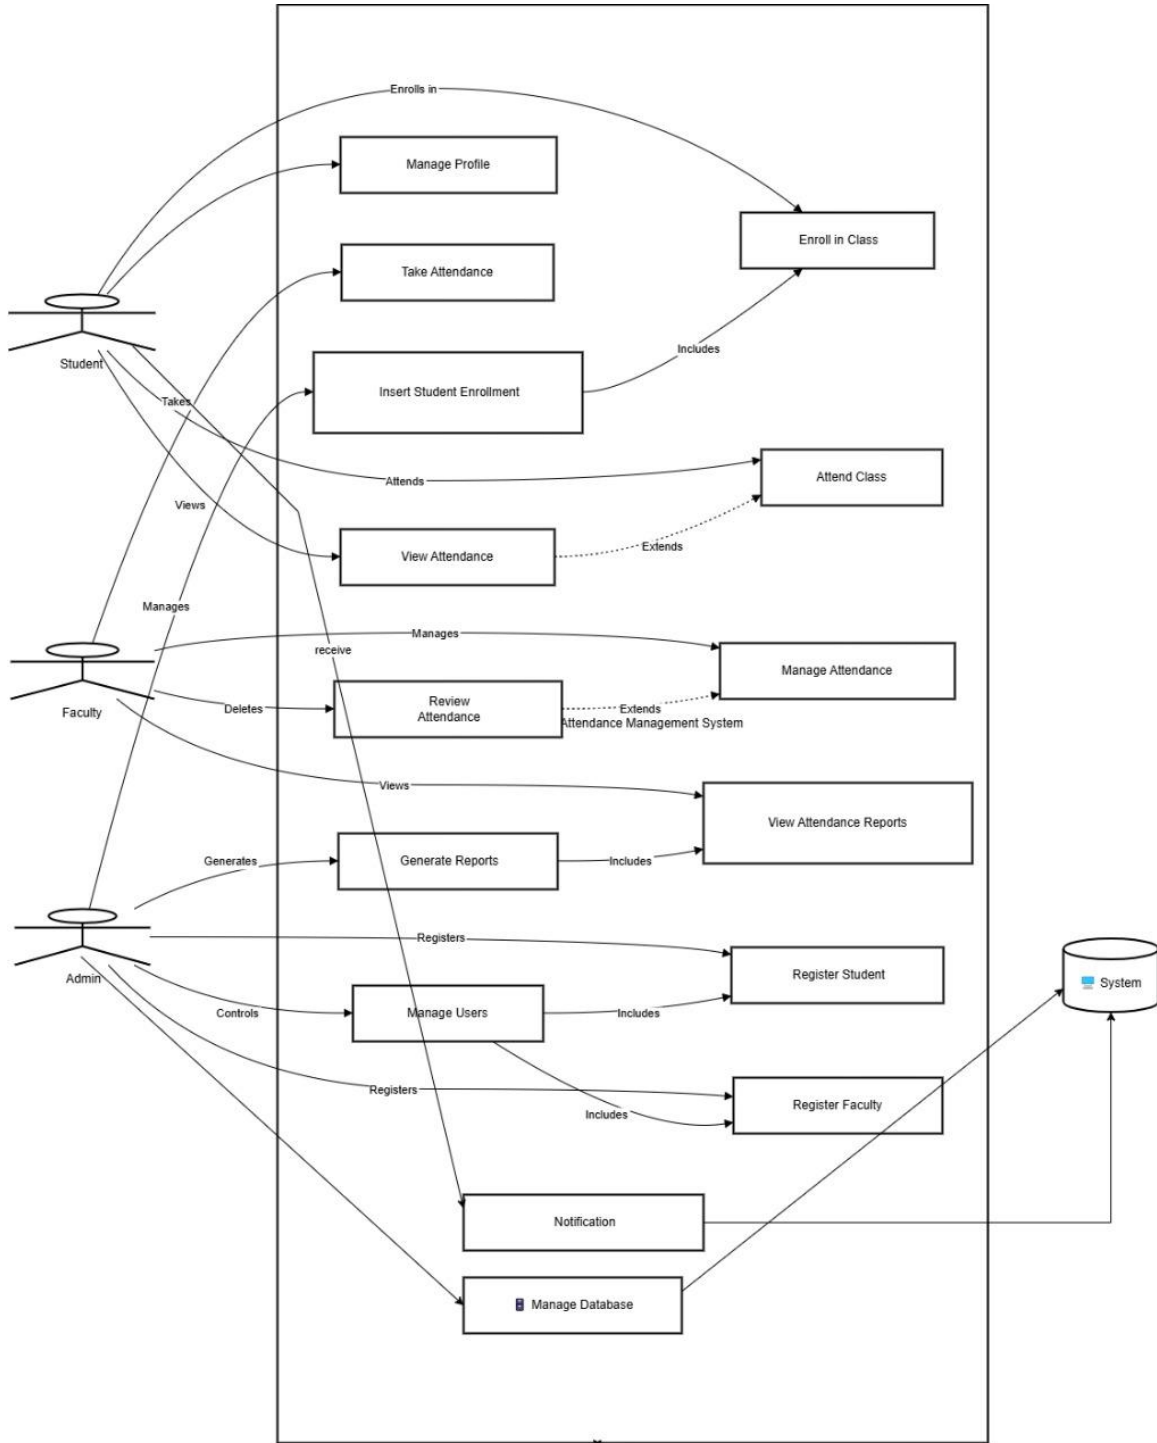 Enrolls in
Manage Profile
Enroll in Class
Take Attendance
Student
Includes
Insert Student Enrollment
Takes
Attends
Attend Class
Views
View Attendance
Extends
Manages
Manages
receive
Manage Attendance
Review
Attendance
Deletes
Extends
Faculty
Attendance Management System
Views
View Attendance Reports
Generates
Generate Reports
Includes
Registers
Register Student
Admin
System
Controls
Manage Users
Includes
Registers
Register Faculty
Includes
Notification
Manage Database